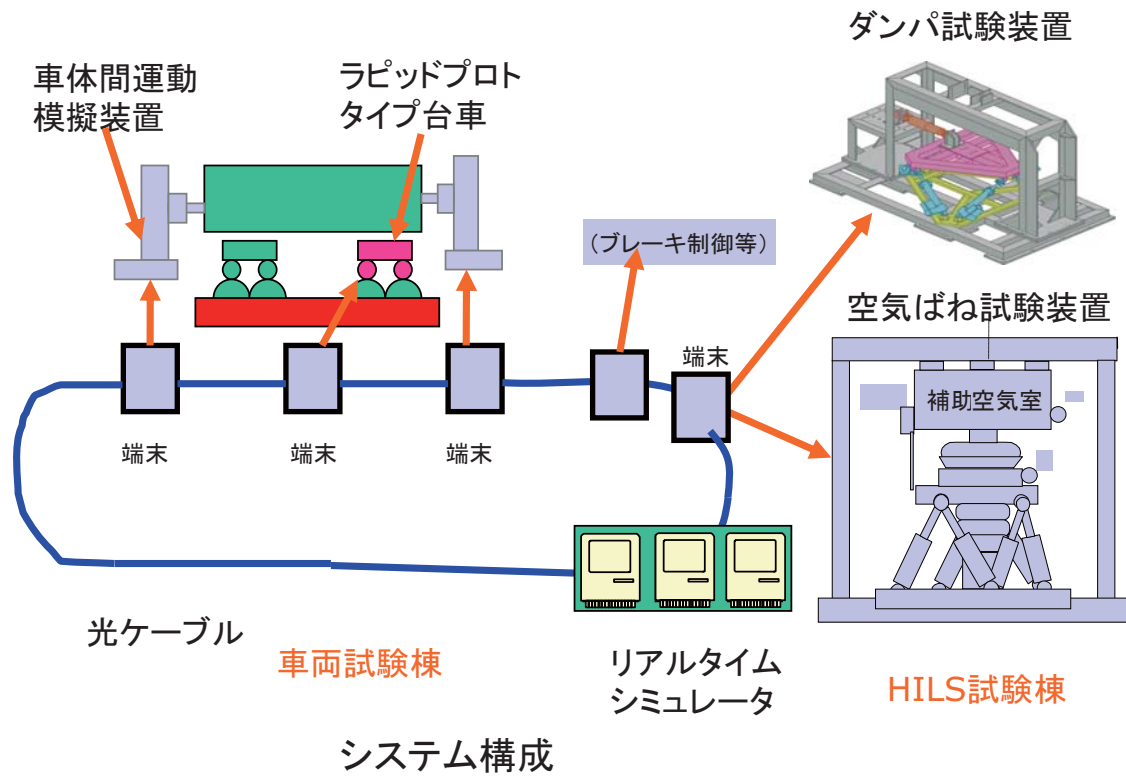 ダンパ試験装置
車体間運動
模擬装置
ラピッドプロト
タイプ台車
（ブレーキ制御等）
空気ばね試験装置
端末
補助空気室
端末
端末
端末
光ケーブル
車両試験棟
リアルタイム
シミュレータ
HILS試験棟
システム構成